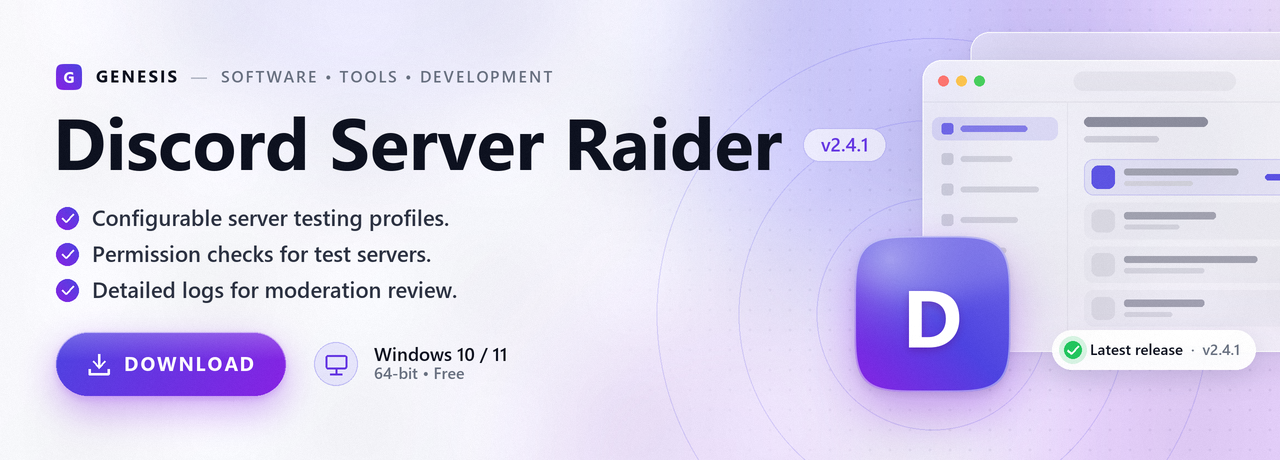 G GENESIS — SOFTWARE • TOOLS • DEVELOPMENT
Discord Server Raider v2.4.1
Configurable server testing profiles.
Permission checks for test servers.
Detailed logs for moderation review.
DOWNLOAD
Windows 10 / 11
64-bit • Free
D
Latest release · v2.4.1